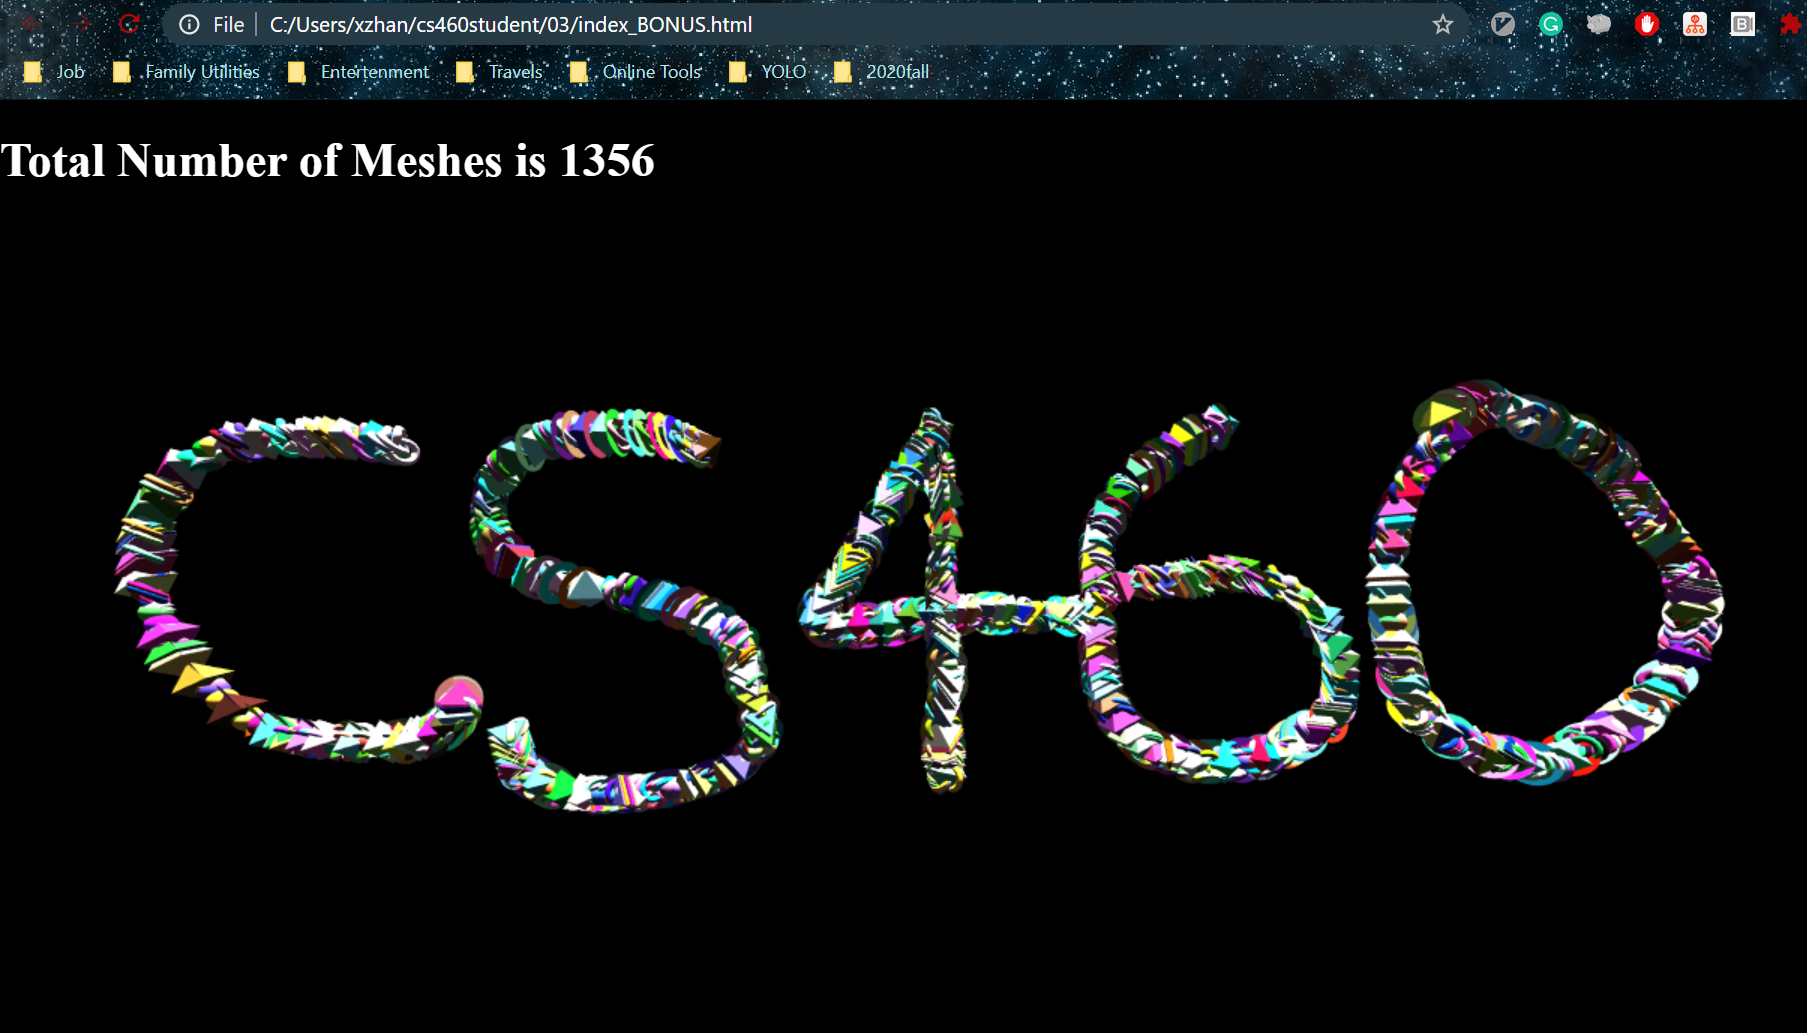 File C:/Users/xzhan/cs460student/03/index_BONUS.html
Job Family Utilities Entertenment Travels Online Tools YOLO 2020fall
Total Number of Meshes is 1356
CS460